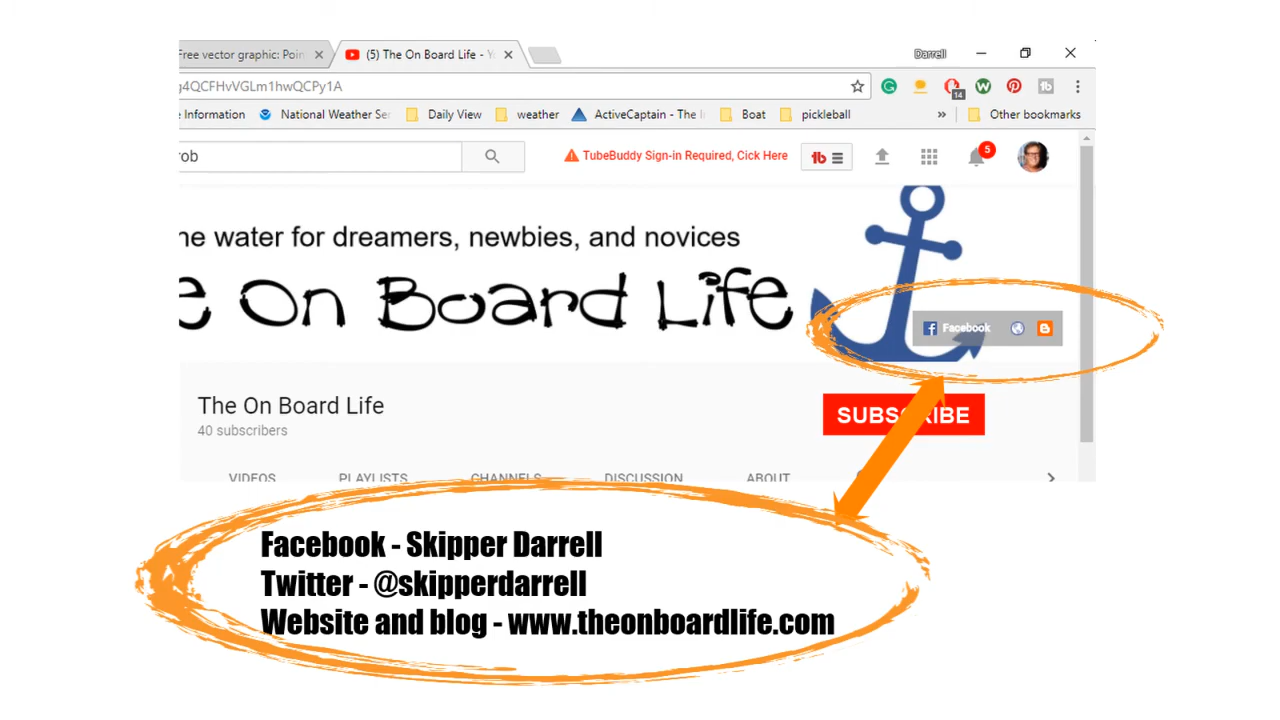 Free vector graphic: Poin
(5) The On Board Life - Y
Darrell
g4QCFHvVGLm1hwQCPy1A
14
Information
National Weather Ser
Daily View
weather
ActiveCaptain - The I
Boat
pickleball
»
Other bookmarks
rob
TubeBuddy Sign-in Required, Cick Here
5
he water for dreamers, newbies, and novices
e On Board Life
Facebook
The On Board Life
SUBSCRIBE
40 subscribers
VIDEOS
PLAYLISTS
CHANNELS
DISCUSSION
ABOUT
Facebook - Skipper Darrell
Twitter - @skipperdarrell
Website and blog - www.theonboardlife.com